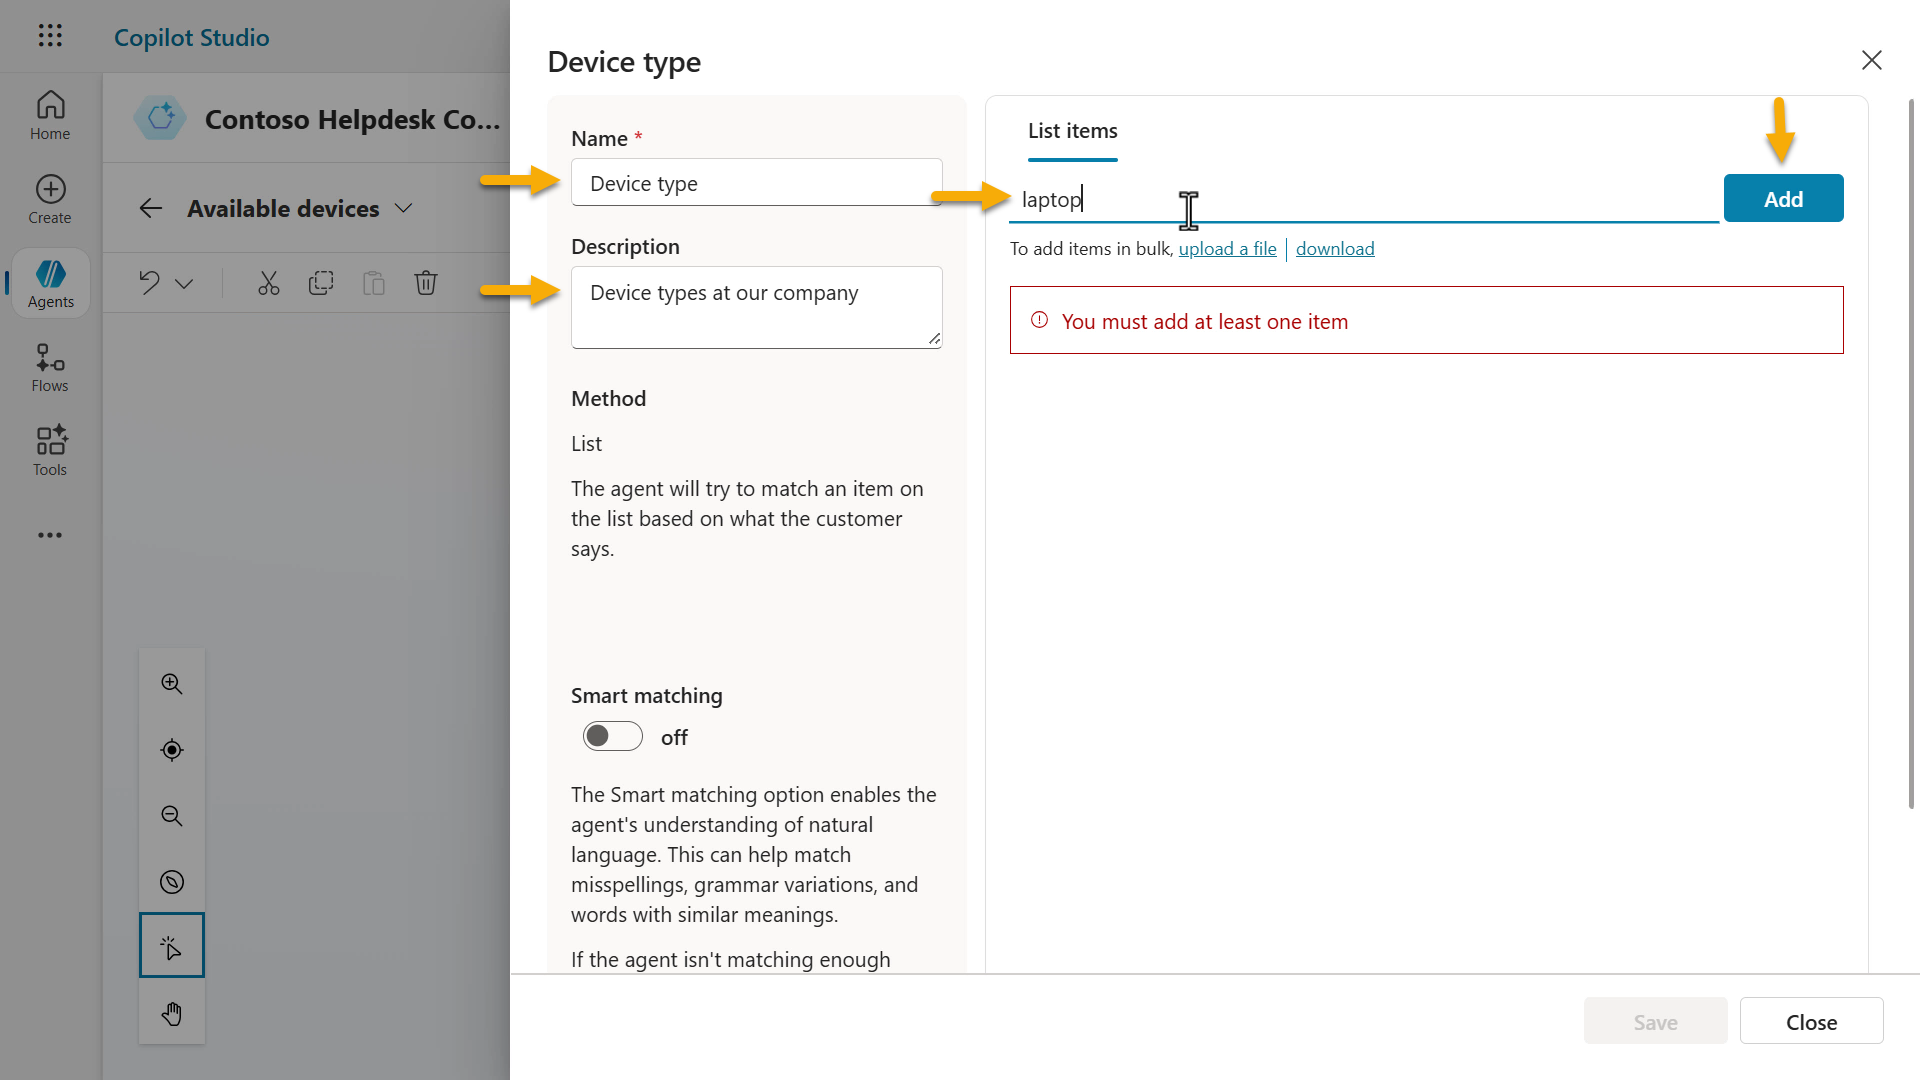 Copilot Studio
Home
Create
Agents
Flows
Tools
Contoso Helpdesk Co...
Available devices
Device type
Name *
Device type
Description
Device types at our company
Method
List
The agent will try to match an item on
the list based on what the customer
says.
Smart matching
off
The Smart matching option enables the
agent's understanding of natural
language. This can help match
misspellings, grammar variations, and
words with similar meanings.
If the agent isn't matching enough
List items
laptop
Add
To add items in bulk, upload a file | download
You must add at least one item
Save
Close